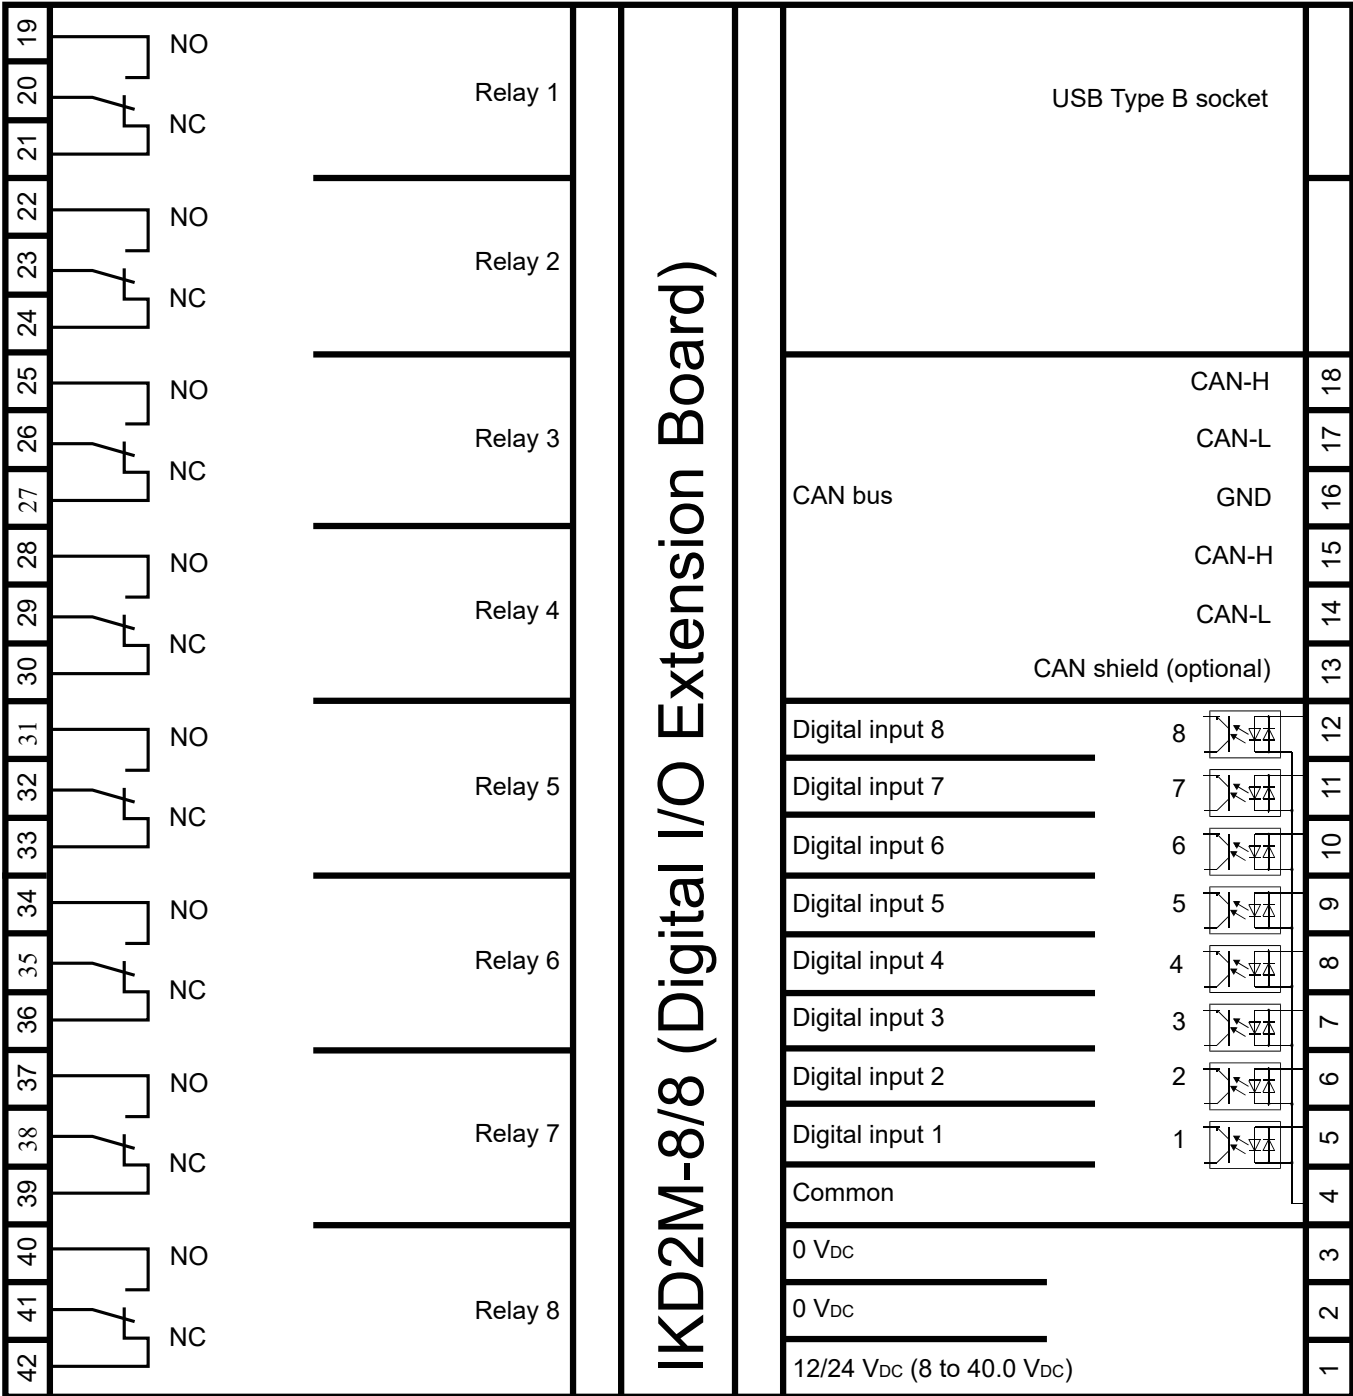 19
NO
20
Relay 1
NC
21
22
NO
23
Relay 2
NC
24
25
NO
26
Relay 3
NC
27
28
NO
29
Relay 4
NC
30
31
NO
32
Relay 5
NC
33
34
NO
35
Relay 6
NC
36
37
NO
38
Relay 7
NC
39
40
NO
41
Relay 8
NC
42
IKD2M-8/8 (Digital I/O Extension Board)
USB Type B socket
CAN bus
CAN-H 18
CAN-L 17
GND 16
CAN-H 15
CAN-L 14
CAN shield (optional) 13
Digital input 8 8 12
Digital input 7 7 11
Digital input 6 6 10
Digital input 5 5 9
Digital input 4 4 8
Digital input 3 3 7
Digital input 2 2 6
Digital input 1 1 5
Common 4
0 VDC 3
0 VDC 2
12/24 VDC (8 to 40.0 VDC) 1